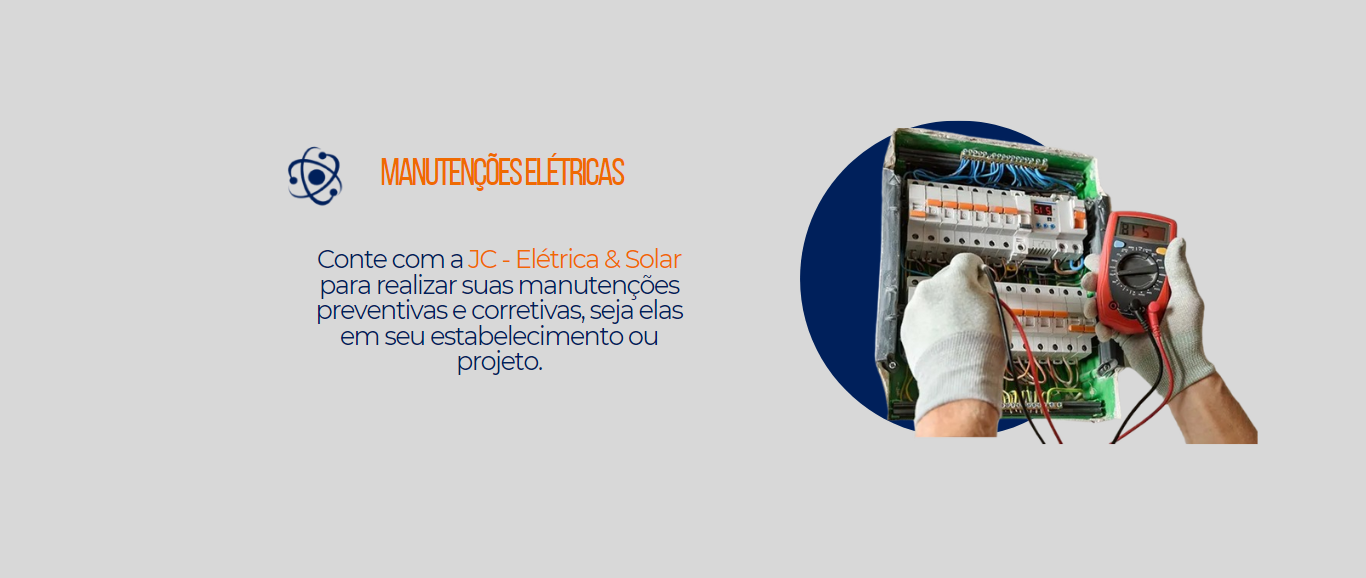 MANUTENÇÕES ELÉTRICAS
Conte com a JC - Elétrica & Solar
para realizar suas manutenções
preventivas e corretivas, seja elas
em seu estabelecimento ou
projeto.